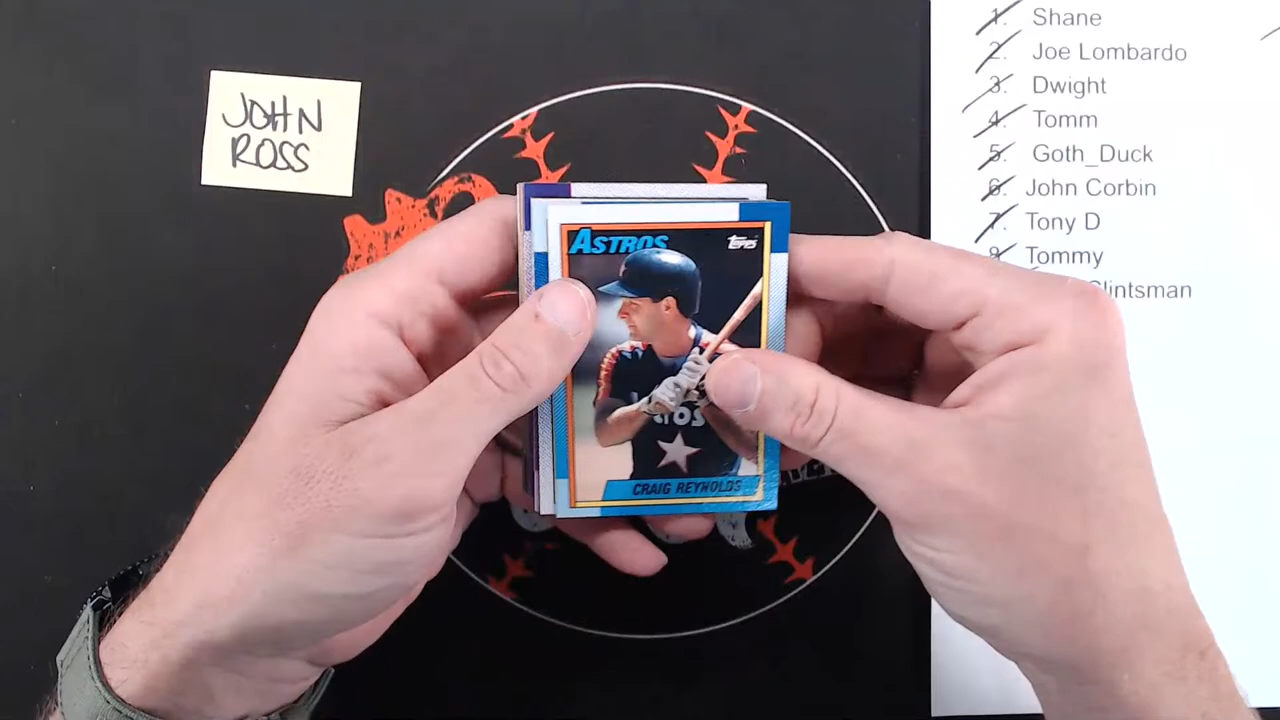 JOHN
ROSS
ASTROS
TOPPS
CRAIG REYNOLDS
1. Shane
2. Joe Lombardo
3. Dwight
4. Tomm
5. Goth_Duck
6. John Corbin
7. Tony D
8. Tommy
Clintsman